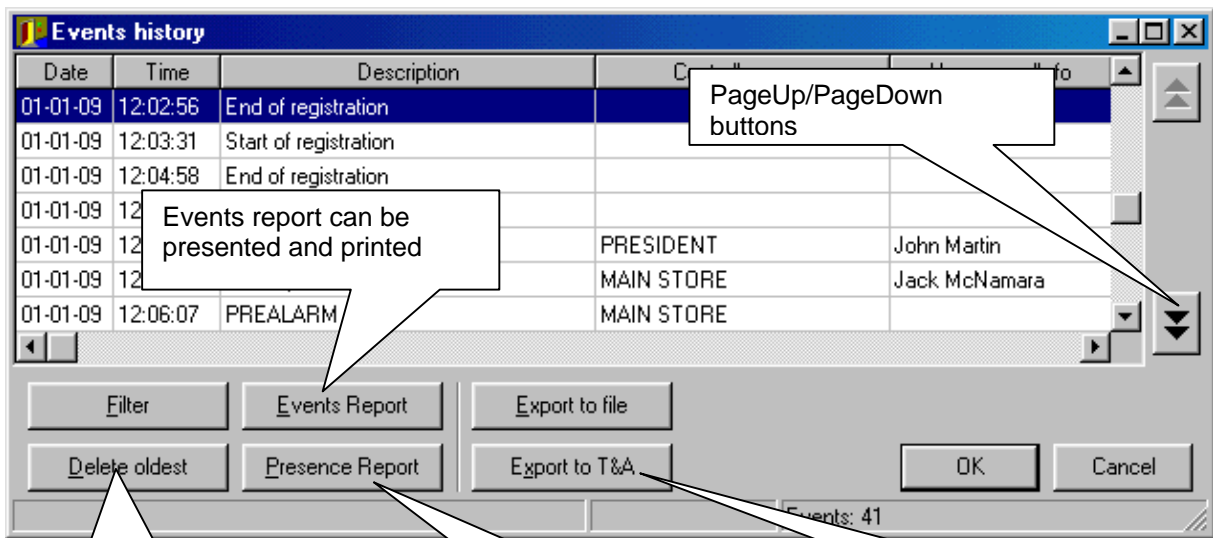 Events history
Date Time Description
01-01-09 12:02:56 End of registration
PageUp/PageDown
buttons
01-01-09 12:03:31 Start of registration
01-01-09 12:04:58 End of registration
01-01-09 12
Events report can be
presented and printed
01-01-09 12 PRESIDENT John Martin
01-01-09 12 MAIN STORE Jack McNamara
01-01-09 12:06:07 PREALARM MAIN STORE
Filter Events Report Export to file
Delete oldest Presence Report Export to T&A OK Cancel
Events: 41